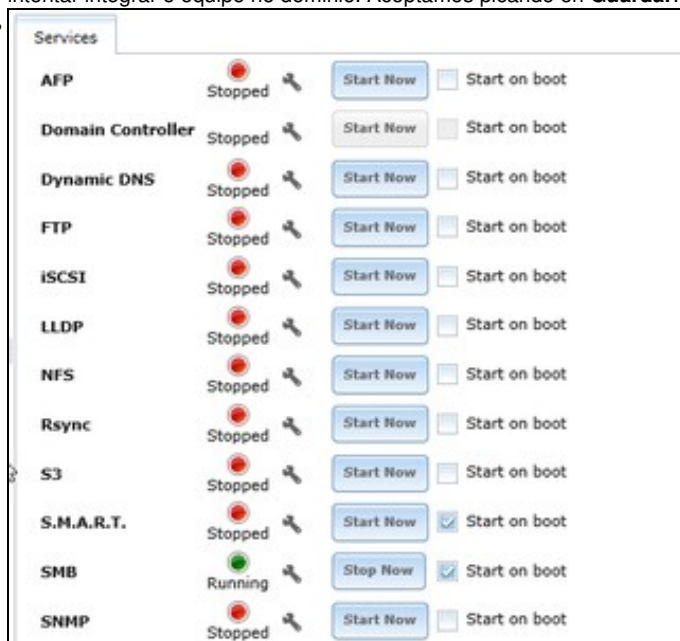 intentar integrar o equipo no dominio. Aceptamos picando en Guardar.
Services
AFP Stopped Start Now Start on boot
Domain Controller Stopped Start Now Start on boot
Dynamic DNS Stopped Start Now Start on boot
FTP Stopped Start Now Start on boot
iSCSI Stopped Start Now Start on boot
LLDP Stopped Start Now Start on boot
NFS Stopped Start Now Start on boot
Rsync Stopped Start Now Start on boot
S3 Stopped Start Now Start on boot
S.M.A.R.T. Stopped Start Now Start on boot
SMB Running Stop Now Start on boot
SNMP Stopped Start Now Start on boot